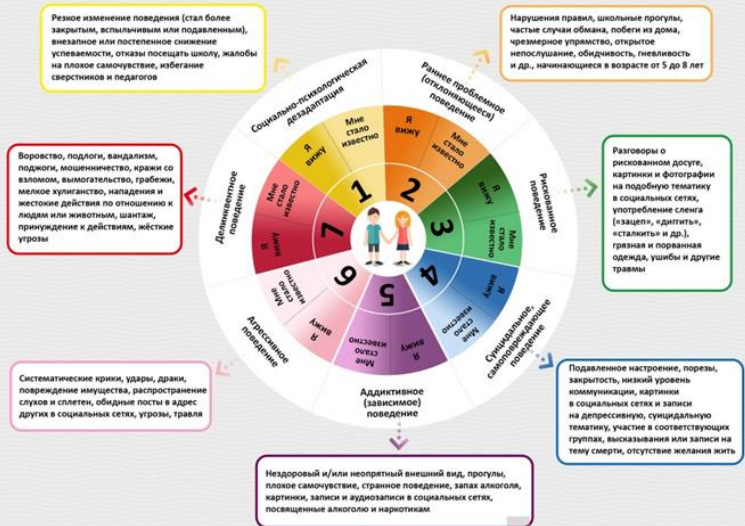 Резкое изменение поведения (стал более
закрытым, вспыльчивым или подавленным),
внезапное или постепенное снижение
успеваемости, отказы посещать школу, жалобы
на плохое самочувствие, избегание
сверстников и педагогов
Нарушения правил, школьные прогулы,
частые случаи обмана, побеги из дома,
чрезмерное упрямство, открытое
непослушание, обидчивость, гневливость
и др., начинающиеся в возрасте от 5 до 8 лет
Социально-психологическая
дезадаптация
Раннее проблемное
(отклоняющееся)
поведение
Я
вижу
Мне
стало
известно
1
Я
вижу
Мне
стало
известно
2
Воровство, подлоги, вандализм,
поджоги, мошенничество, кражи со
взломом, вымогательство, грабежи,
мелкое хулиганство, нападения и
жестокие действия по отношению к
людям или животным, шантаж,
принуждение к действиям, жёсткие
угрозы
Делинквентное
поведение
Мне стало
известно
Я
вижу
7
Я
вижу
Мне
стало
известно
3
Рискованное
поведение
Разговоры о
рискованном досуге,
картинки и фотографии
на подобную тематику
в социальных сетях,
употребление сленга
(«зацеп», «диггить»,
«сталкить» и др.),
грязная и порванная
одежда, ушибы и другие
травмы
Агрессивное
поведение
Мне
стало
известно
Я
вижу
6
Мне
стало
известно
Я
вижу
5
Я
вижу
Мне
стало
известно
4
Суицидальное,
самоповреждающее
поведение
Аддиктивное
(зависимое)
поведение
Систематические крики, удары, драки,
повреждение имущества, распространение
слухов и сплетен, обидные посты в адрес
других в социальных сетях, угрозы, травля
Подавленное настроение, порезы,
закрытость, низкий уровень
коммуникации, картинки
в социальных сетях и записи
на депрессивную, суицидальную
тематику, участие в соответствующих
группах, высказывания или записи на
тему смерти, отсутствие желания жить
Нездоровый и/или неопрятный внешний вид, прогулы,
плохое самочувствие, странное поведение, запах алкоголя,
картинки, записи и аудиозаписи в социальных сетях,
посвященные алкоголю и наркотикам